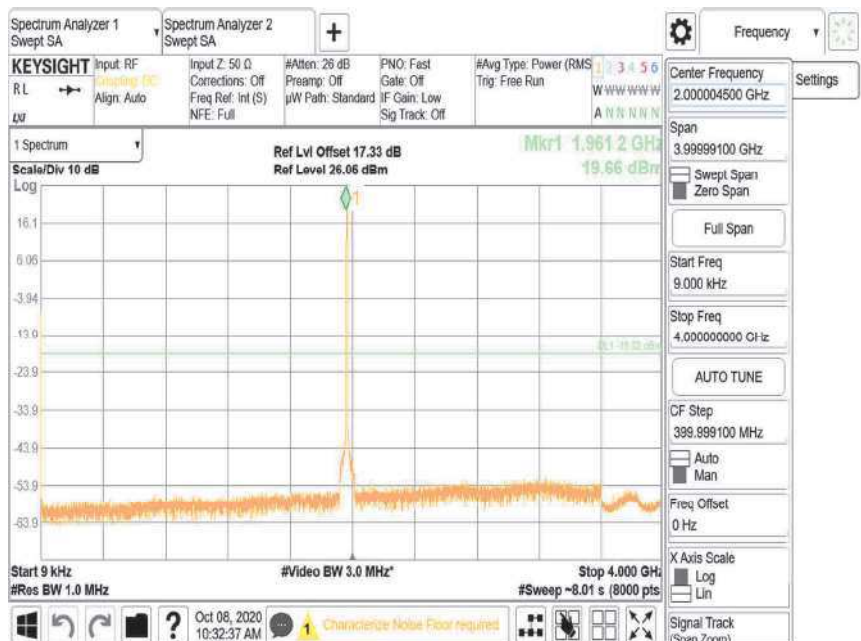 Spectrum Analyzer 1
Swept SA
Spectrum Analyzer 2
Swept SA
+
Frequency
KEYSIGHT
RL
LXI
Input: RF
Coupling: DC
Align: Auto
Input Z: 50 Ω
Corrections: Off
Freq Ref: Int (S)
NFE: Full
#Atten: 26 dB
Preamp: Off
µW Path: Standard
PNO: Fast
Gate: Off
IF Gain: Low
Sig Track: Off
#Avg Type: Power (RMS
Trig: Free Run
1 2 3 4 5 6
W W W W W W
A N N N N N
Settings
1 Spectrum
Scale/Div 10 dB
Ref Lvl Offset 17.33 dB
Ref Level 26.06 dBm
Mkr1 1.961 2 GHz
19.66 dBm
Log
1
16.1
6.06
-3.94
-13.9
-23.9
-33.9
-43.9
-53.9
-63.9
Start 9 kHz
#Res BW 1.0 MHz
#Video BW 3.0 MHz*
Stop 4.000 GHz
#Sweep ~8.01 s (8000 pts
Center Frequency
2.000004500 GHz
Span
3.99999100 GHz
Swept Span
Zero Span
Full Span
Start Freq
9.000 kHz
Stop Freq
4.000000000 GHz
AUTO TUNE
CF Step
399.999100 MHz
Auto
Man
Freq Offset
0 Hz
X Axis Scale
Log
Lin
Signal Track
(Span Zoom)
?
Oct 08, 2020
10:32:37 AM
1
Characterize Noise Floor required